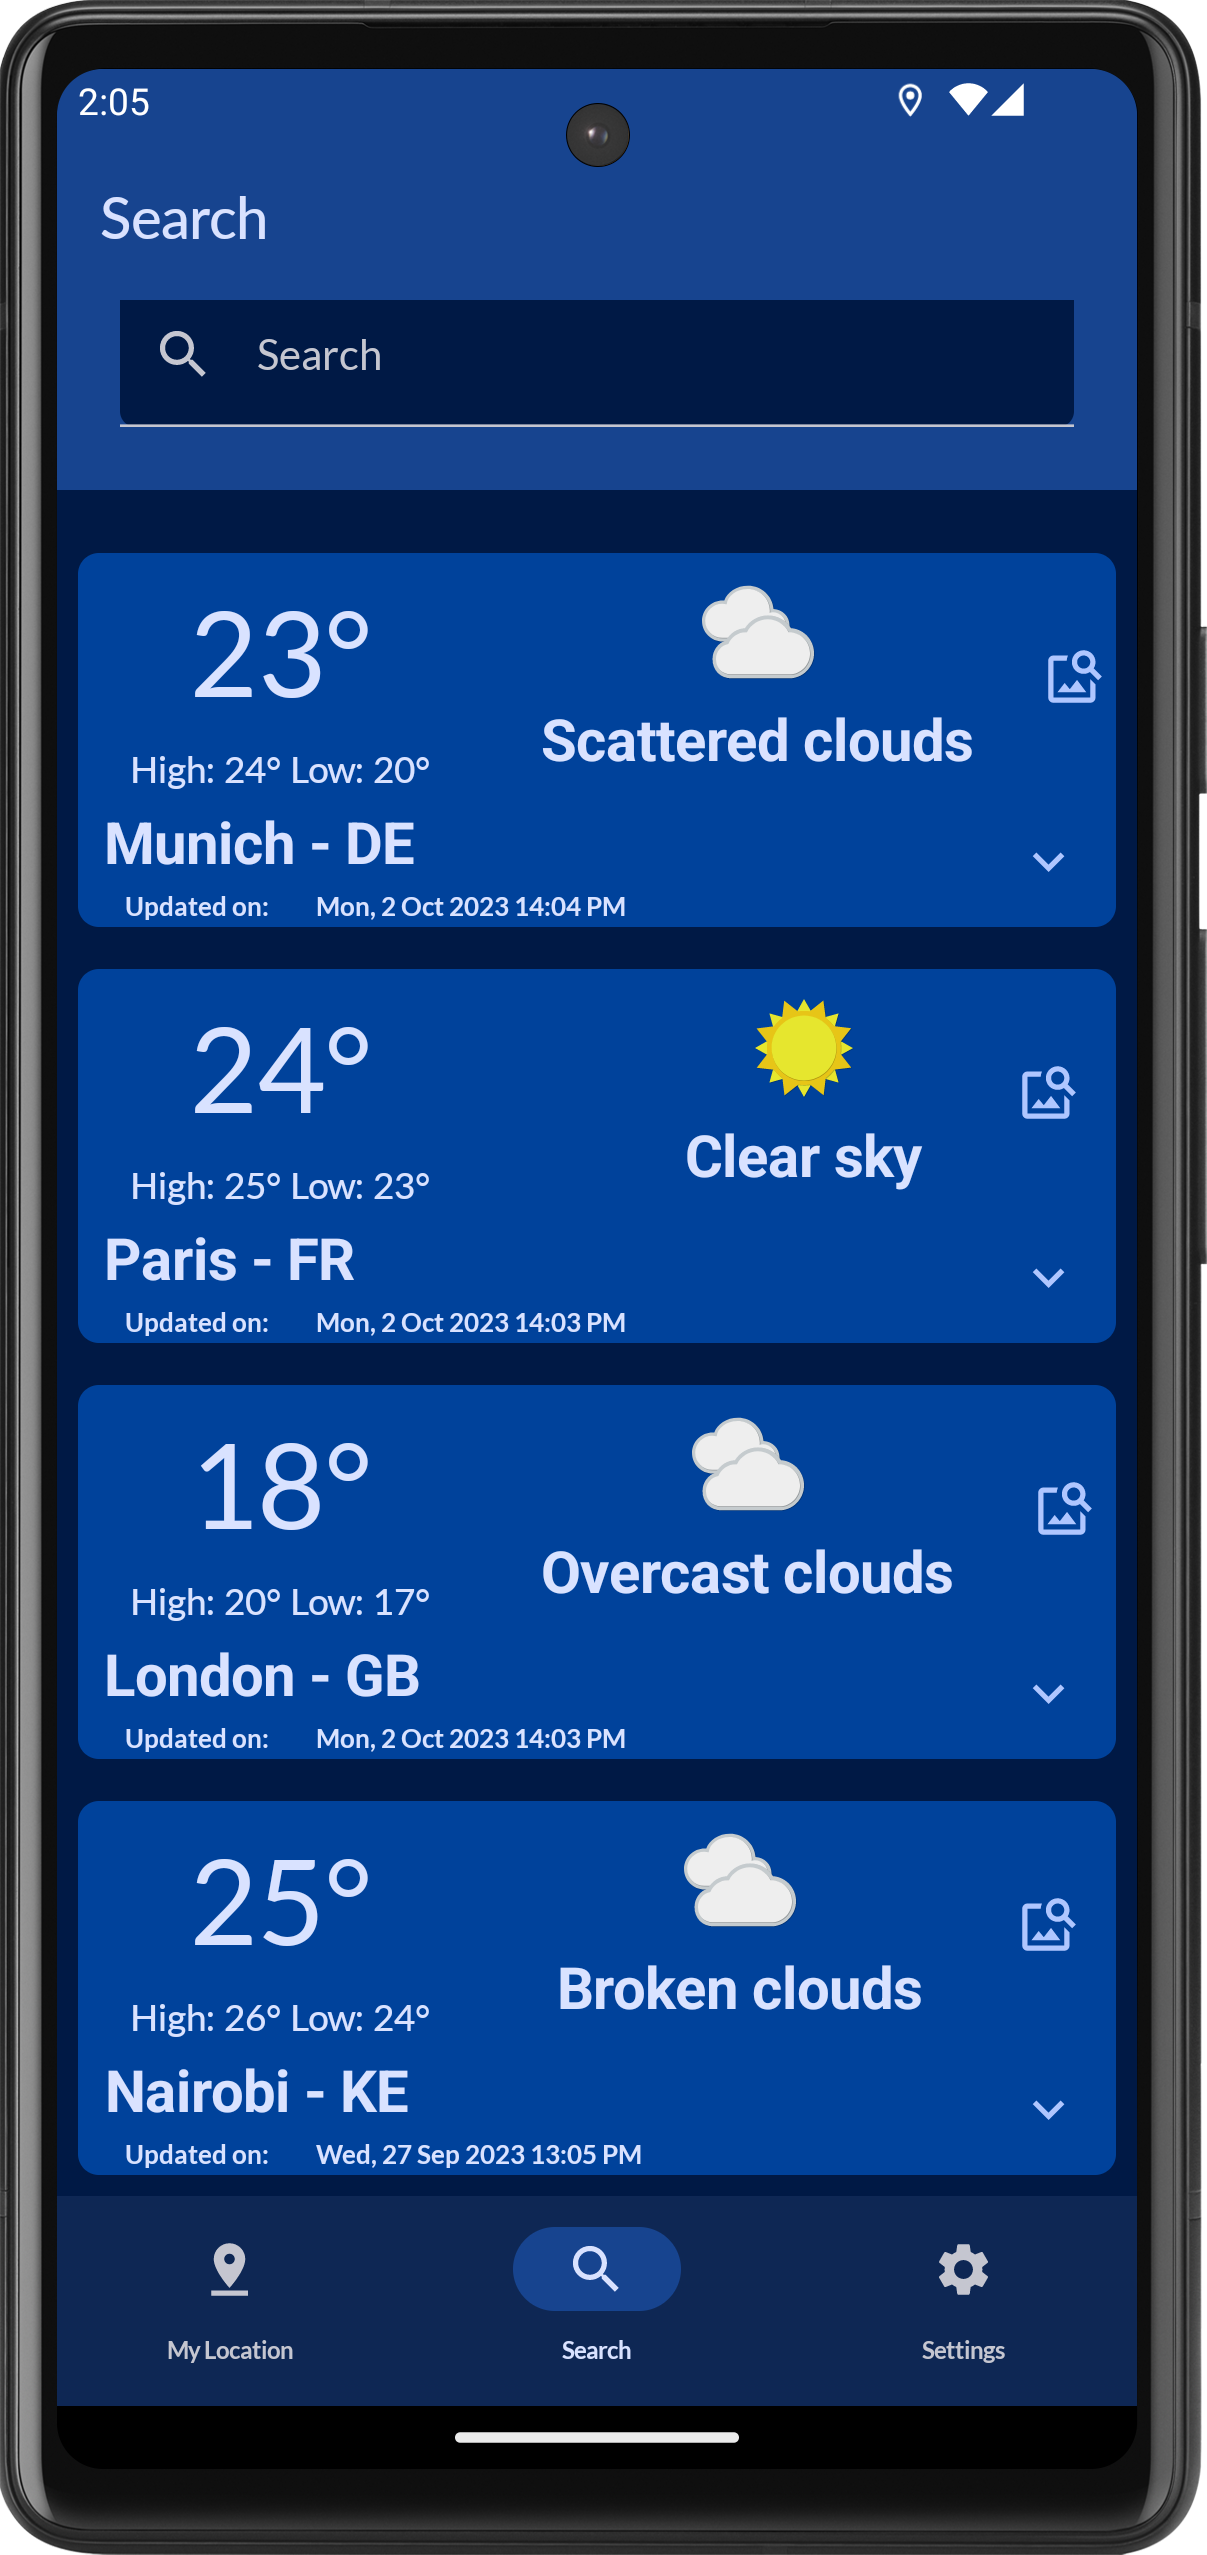 2:05
Search
Search
23°
Scattered clouds
High: 24° Low: 20°
Munich - DE
Updated on: Mon, 2 Oct 2023 14:04 PM
24°
Clear sky
High: 25° Low: 23°
Paris - FR
Updated on: Mon, 2 Oct 2023 14:03 PM
18°
Overcast clouds
High: 20° Low: 17°
London - GB
Updated on: Mon, 2 Oct 2023 14:03 PM
25°
Broken clouds
High: 26° Low: 24°
Nairobi - KE
Updated on: Wed, 27 Sep 2023 13:05 PM
My Location Search Settings